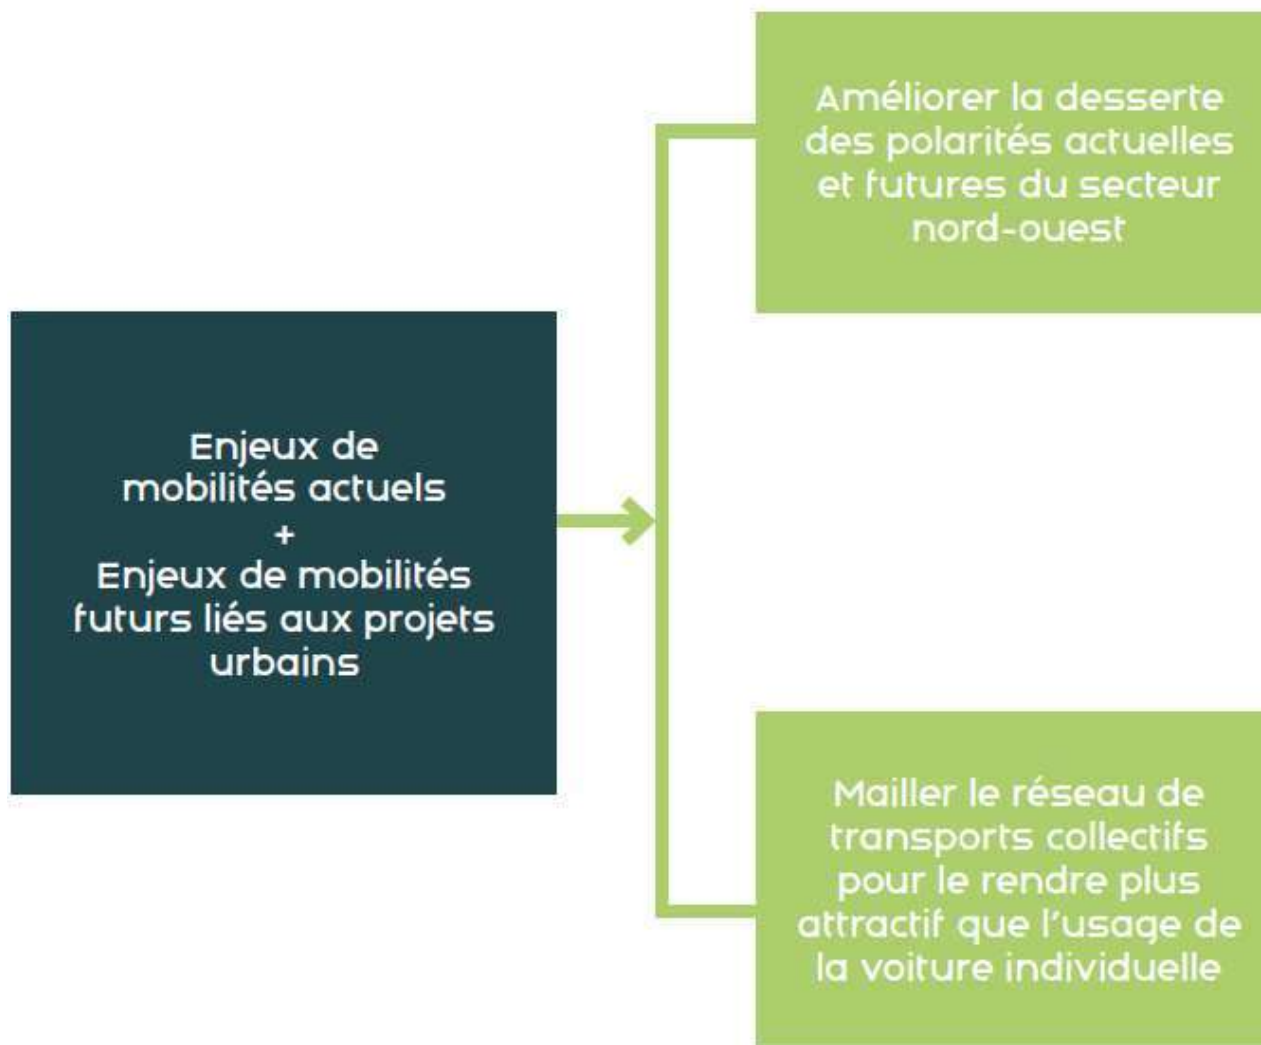 Enjeux de
mobilités actuels
+
Enjeux de mobilités
futurs liés aux projets
urbains
Améliorer la desserte
des polarités actuelles
et futures du secteur
nord-ouest
Mailler le réseau de
transports collectifs
pour le rendre plus
attractif que l'usage de
la voiture individuelle